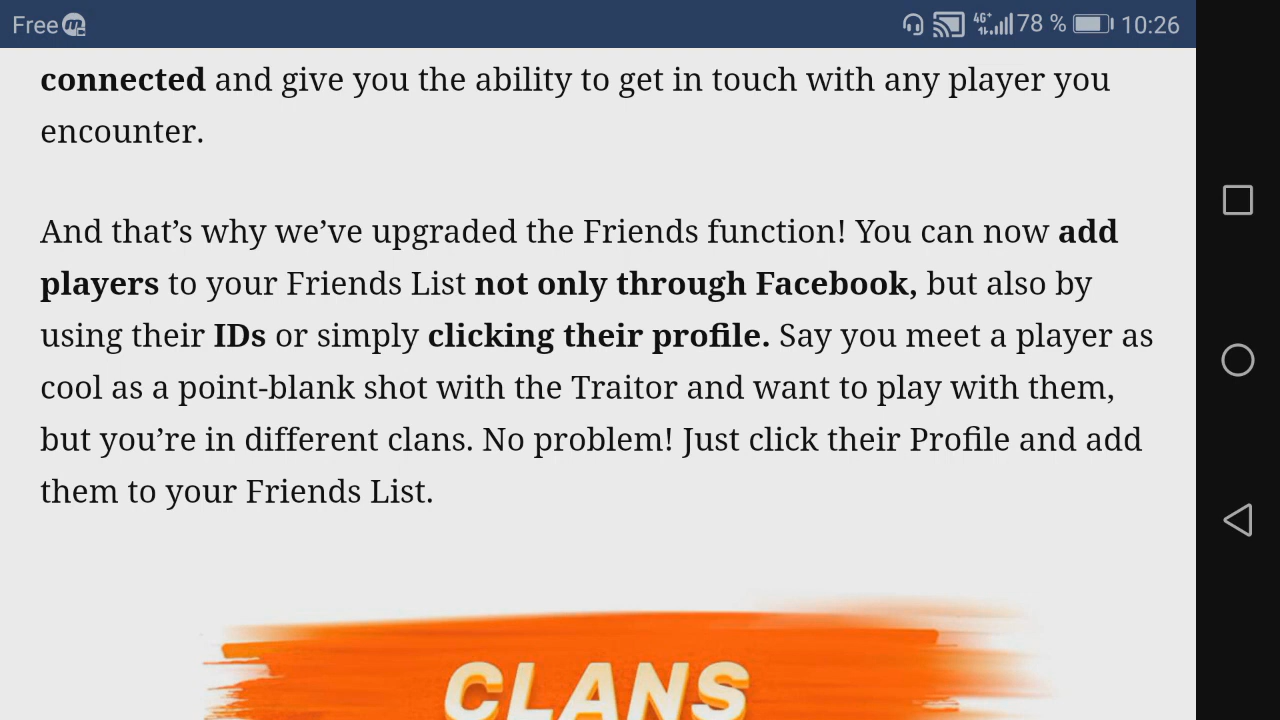 Free 4G+ 78 % 10:26
connected and give you the ability to get in touch with any player you
encounter.
And that’s why we’ve upgraded the Friends function! You can now add
players to your Friends List not only through Facebook, but also by
using their IDs or simply clicking their profile. Say you meet a player as
cool as a point-blank shot with the Traitor and want to play with them,
but you’re in different clans. No problem! Just click their Profile and add
them to your Friends List.
CLANS